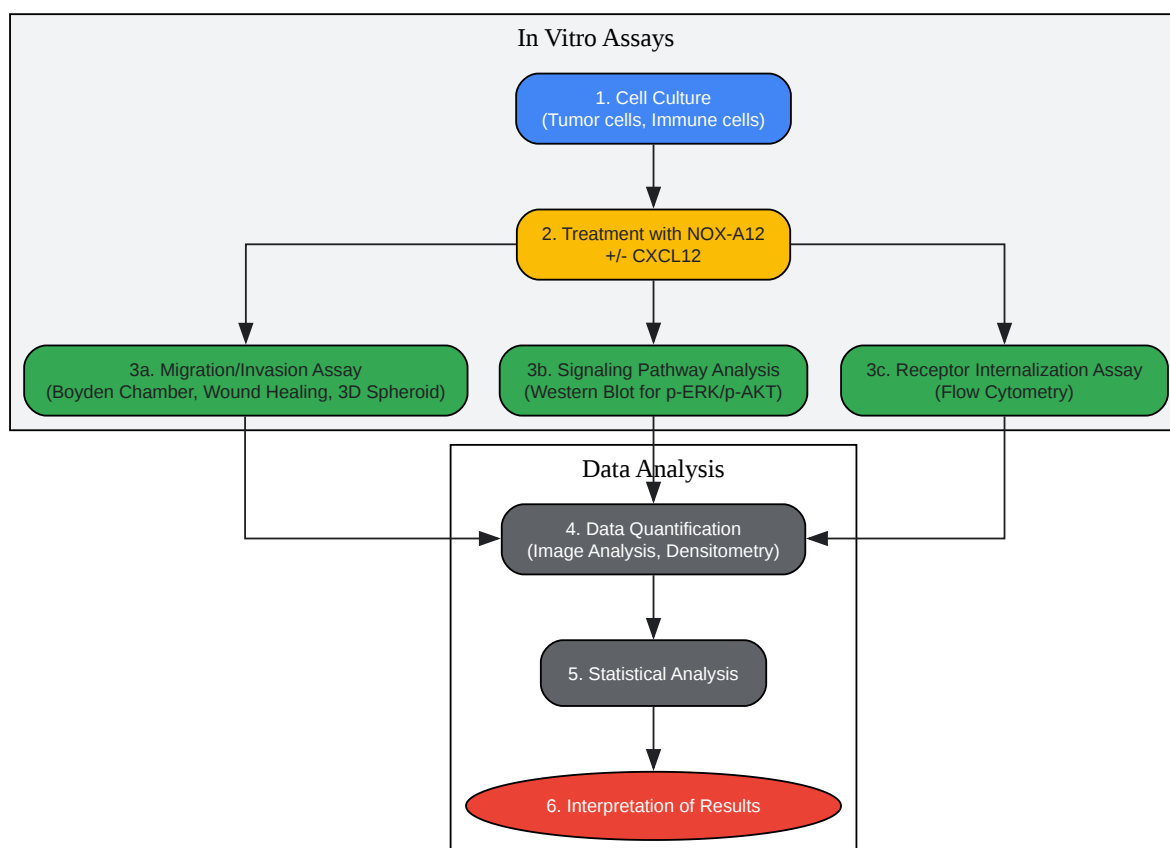 In Vitro Assays
1. Cell Culture
(Tumor cells, Immune cells)
2. Treatment with NOX-A12
+/- CXCL12
3a. Migration/Invasion Assay
(Boyden Chamber, Wound Healing, 3D Spheroid)
3b. Signaling Pathway Analysis
(Western Blot for p-ERK/p-AKT)
3c. Receptor Internalization Assay
(Flow Cytometry)
Data Analysis
4. Data Quantification
(Image Analysis, Densitometry)
5. Statistical Analysis
6. Interpretation of Results